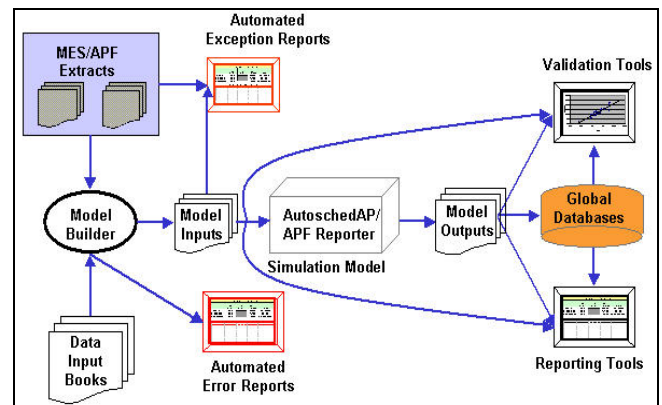 MES/APF
Extracts
Automated
Exception Reports
Validation Tools
Model
Builder
Model
Inputs
AutoschedAP/
APF Reporter
Simulation Model
Model
Outputs
Global
Databases
Data
Input
Books
Automated
Error Reports
Reporting Tools